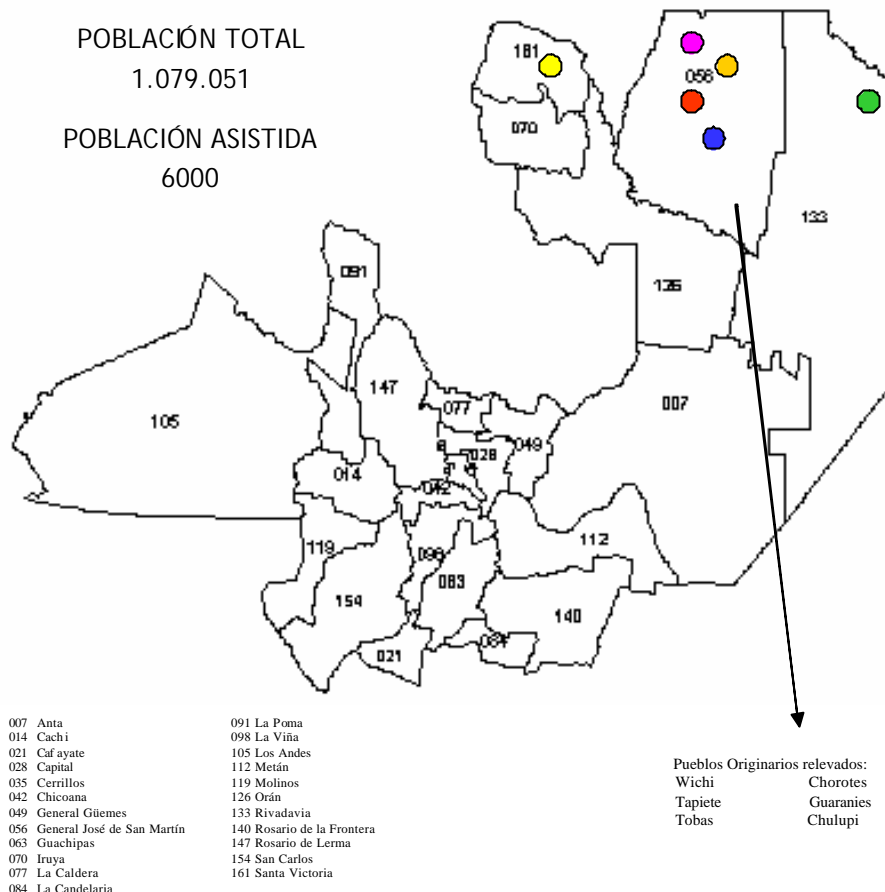 POBLACIÓN TOTAL
1.079.051
POBLACIÓN ASISTIDA
6000
161
056
070
133
091
126
147
105
077
007
049
028
014
042
112
119
098
063
154
140
084
021
007 Anta
014 Cachi
021 Cafayate
028 Capital
035 Cerrillos
042 Chicoana
049 General Güemes
056 General José de San Martín
063 Guachipas
070 Iruya
077 La Caldera
084 La Candelaria
091 La Poma
098 La Viña
105 Los Andes
112 Metán
119 Molinos
126 Orán
133 Rivadavia
140 Rosario de la Frontera
147 Rosario de Lerma
154 San Carlos
161 Santa Victoria
Pueblos Originarios relevados:
Wichi Chorotes
Tapiete Guaranies
Tobas Chulupi